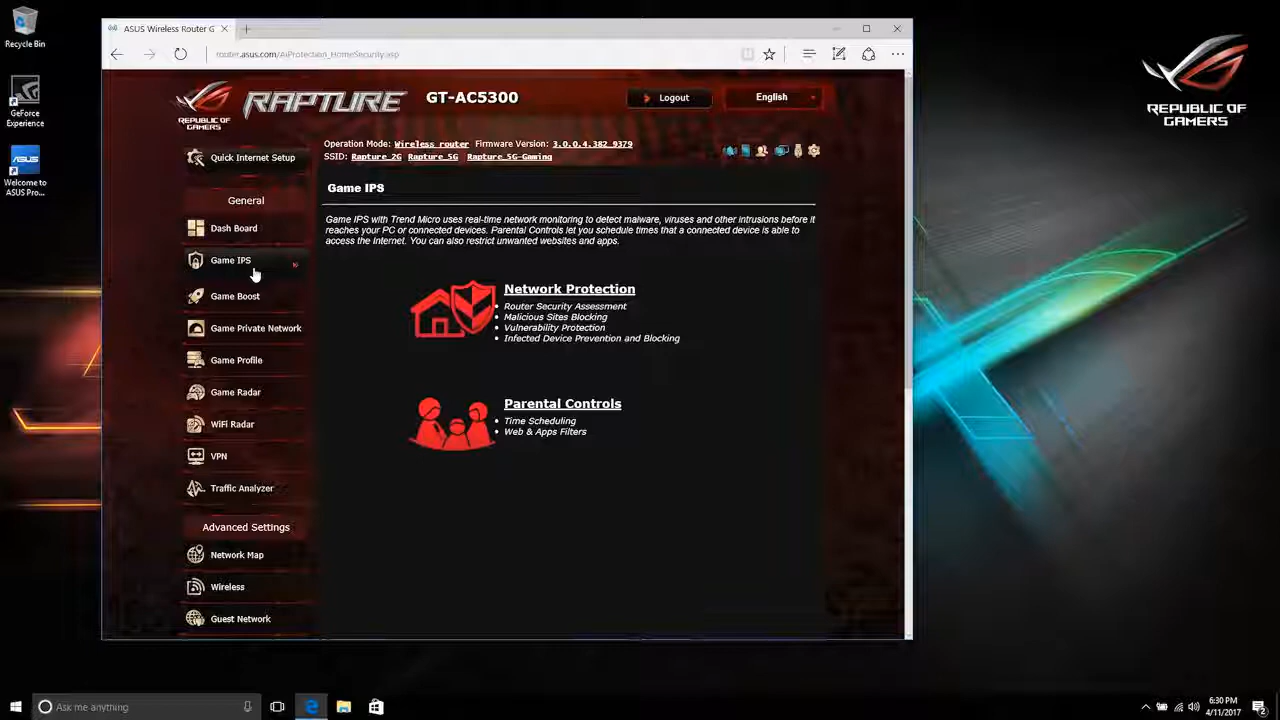 Recycle Bin
GeForce
Experience
ASUS
Welcome to
ASUS Pro...
ASUS Wireless Router G
router.asus.com/AiProtection_HomeSecurity.asp
REPUBLIC OF
GAMERS
RAPTURE
GT-AC5300
Logout
English
Operation Mode: Wireless router Firmware Version: 3.0.0.4.382_9379
SSID: Rapture_2G Rapture_5G Rapture_5G-Gaming
Quick Internet Setup
General
Dash Board
Game IPS
Game Boost
Game Private Network
Game Profile
Game Radar
WiFi Radar
VPN
Traffic Analyzer
Advanced Settings
Network Map
Wireless
Guest Network
Game IPS
Game IPS with Trend Micro uses real-time network monitoring to detect malware, viruses and other intrusions before it
reaches your PC or connected devices. Parental Controls let you schedule times that a connected device is able to
access the Internet. You can also restrict unwanted websites and apps.
Network Protection
Router Security Assessment
Malicious Sites Blocking
Vulnerability Protection
Infected Device Prevention and Blocking
Parental Controls
Time Scheduling
Web & Apps Filters
REPUBLIC OF
GAMERS
Ask me anything
6:30 PM
4/11/2017
2